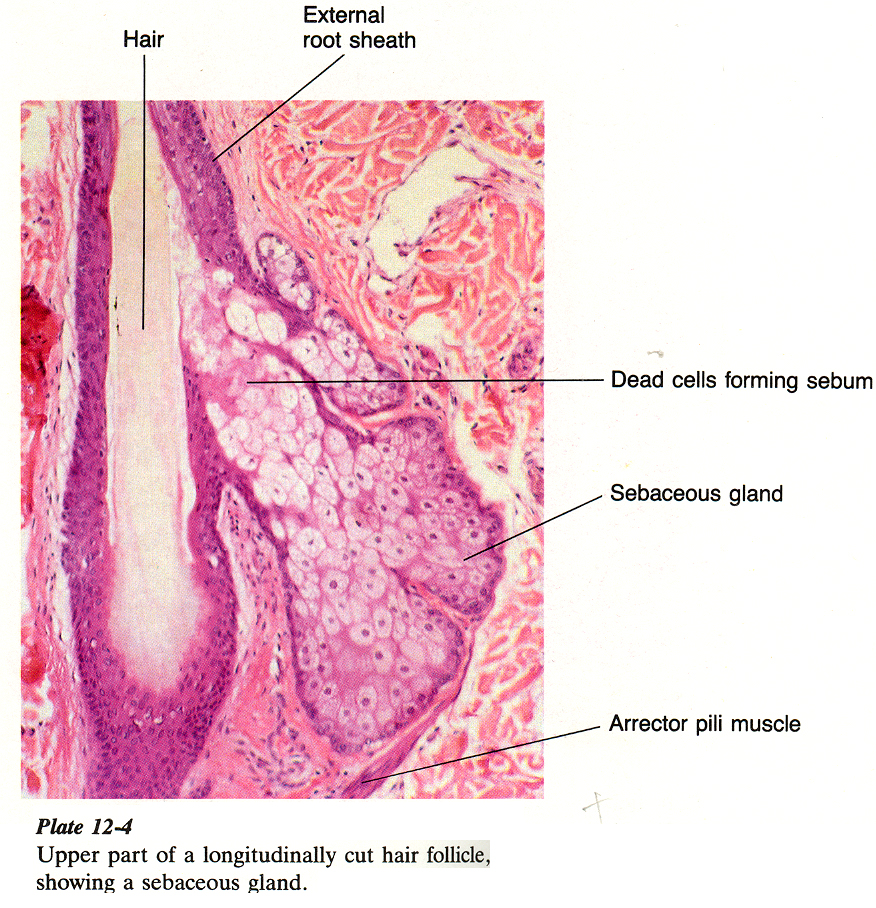 External
root sheath
Hair
Dead cells forming sebum
Sebaceous gland
Arrector pili muscle
Plate 12-4
Upper part of a longitudinally cut hair follicle,
showing a sebaceous gland.